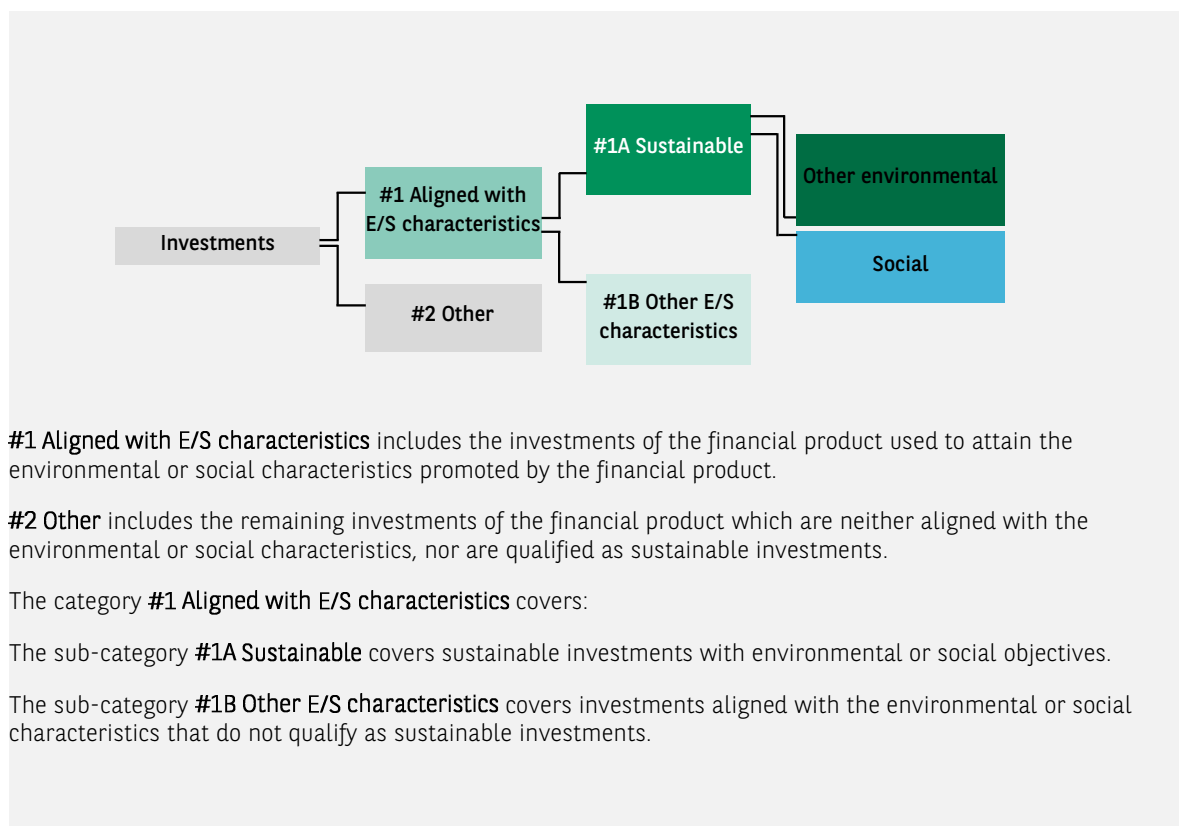 #1A Sustainable
Other environmental
#1 Aligned with
E/S characteristics
Investments
Social
#2 Other
#1B Other E/S
characteristics
#1 Aligned with E/S characteristics includes the investments of the financial product used to attain the
environmental or social characteristics promoted by the financial product.
#2 Other includes the remaining investments of the financial product which are neither aligned with the
environmental or social characteristics, nor are qualified as sustainable investments.
The category #1 Aligned with E/S characteristics covers:
The sub-category #1A Sustainable covers sustainable investments with environmental or social objectives.
The sub-category #1B Other E/S characteristics covers investments aligned with the environmental or social
characteristics that do not qualify as sustainable investments.